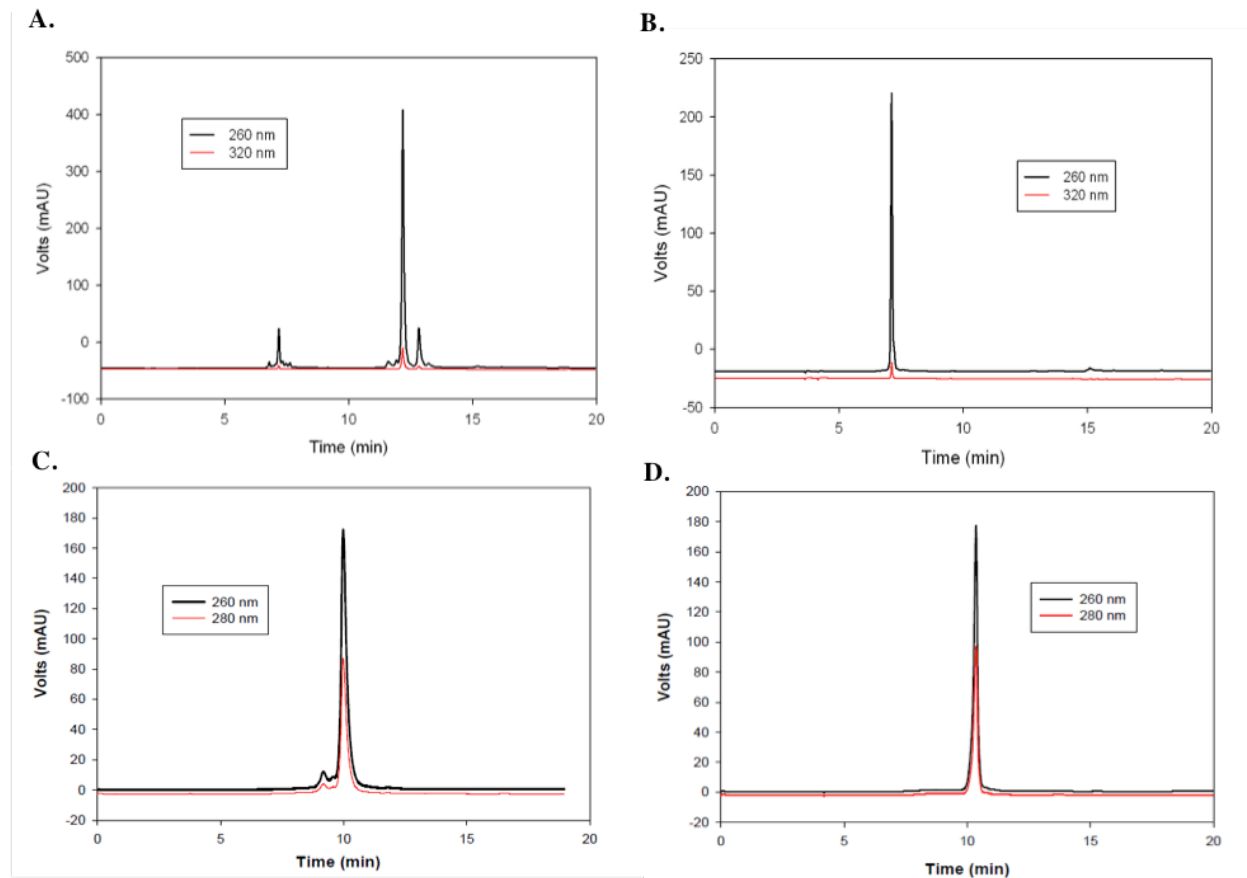 A.
500
400
300
200
100
0
-100
Volts (mAU)
260 nm
320 nm
0 5 10 15 20
Time (min)
B.
250
200
150
100
50
0
-50
Volts (mAU)
260 nm
320 nm
0 5 10 15 20
Time (min)
C.
200
180
160
140
120
100
80
60
40
20
0
-20
Volts (mAU)
260 nm
280 nm
0 5 10 15 20
Time (min)
D.
200
180
160
140
120
100
80
60
40
20
0
-20
Volts (mAU)
260 nm
280 nm
0 5 10 15 20
Time (min)